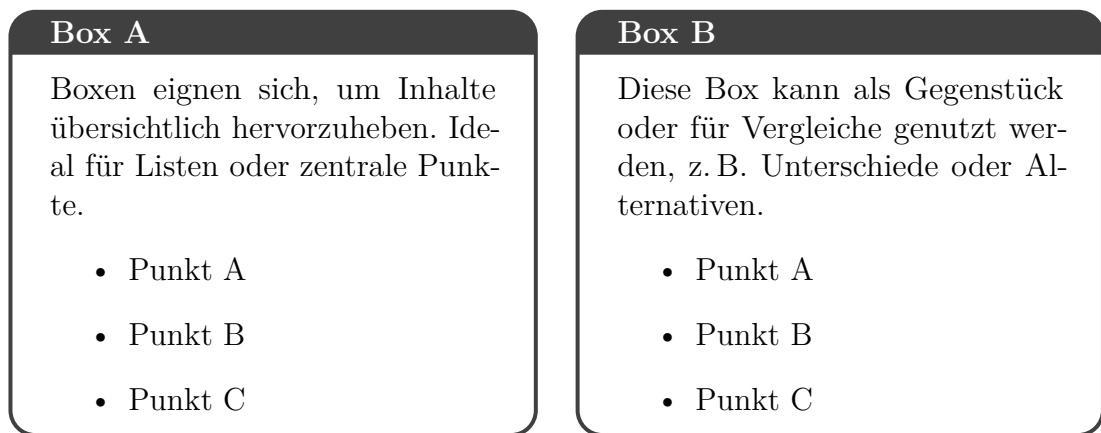 Box A
Boxen eignen sich, um Inhalte
übersichtlich hervorzuheben. Ide-
al für Listen oder zentrale Punk-
te.
• Punkt A
• Punkt B
• Punkt C
Box B
Diese Box kann als Gegenstück
oder für Vergleiche genutzt wer-
den, z. B. Unterschiede oder Al-
ternativen.
• Punkt A
• Punkt B
• Punkt C